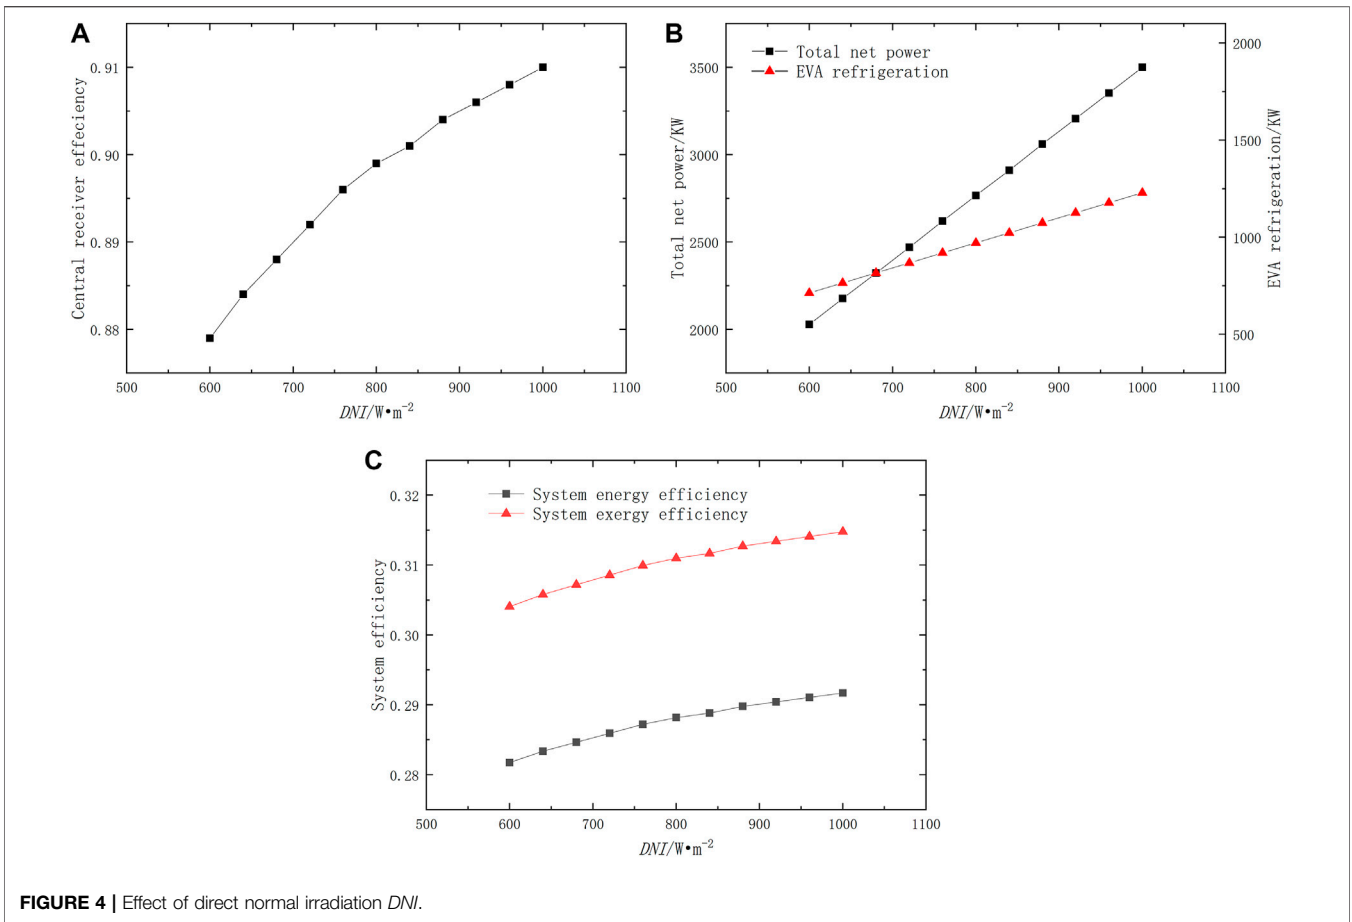 A
Central receiver effeciency
0.91
0.90
0.89
0.88
500 600 700 800 900 1000 1100
DNI/W•m⁻²
B
Total net power
EVA refrigeration
Total net power/KW
3500
3000
2500
2000
EVA refrigeration/KW
2000
1500
1000
500
500 600 700 800 900 1000 1100
DNI/W•m⁻²
C
System energy efficiency
System exergy efficiency
System efficiency
0.32
0.31
0.30
0.29
0.28
500 600 700 800 900 1000 1100
DNI/W•m⁻²
FIGURE 4 | Effect of direct normal irradiation DNI.